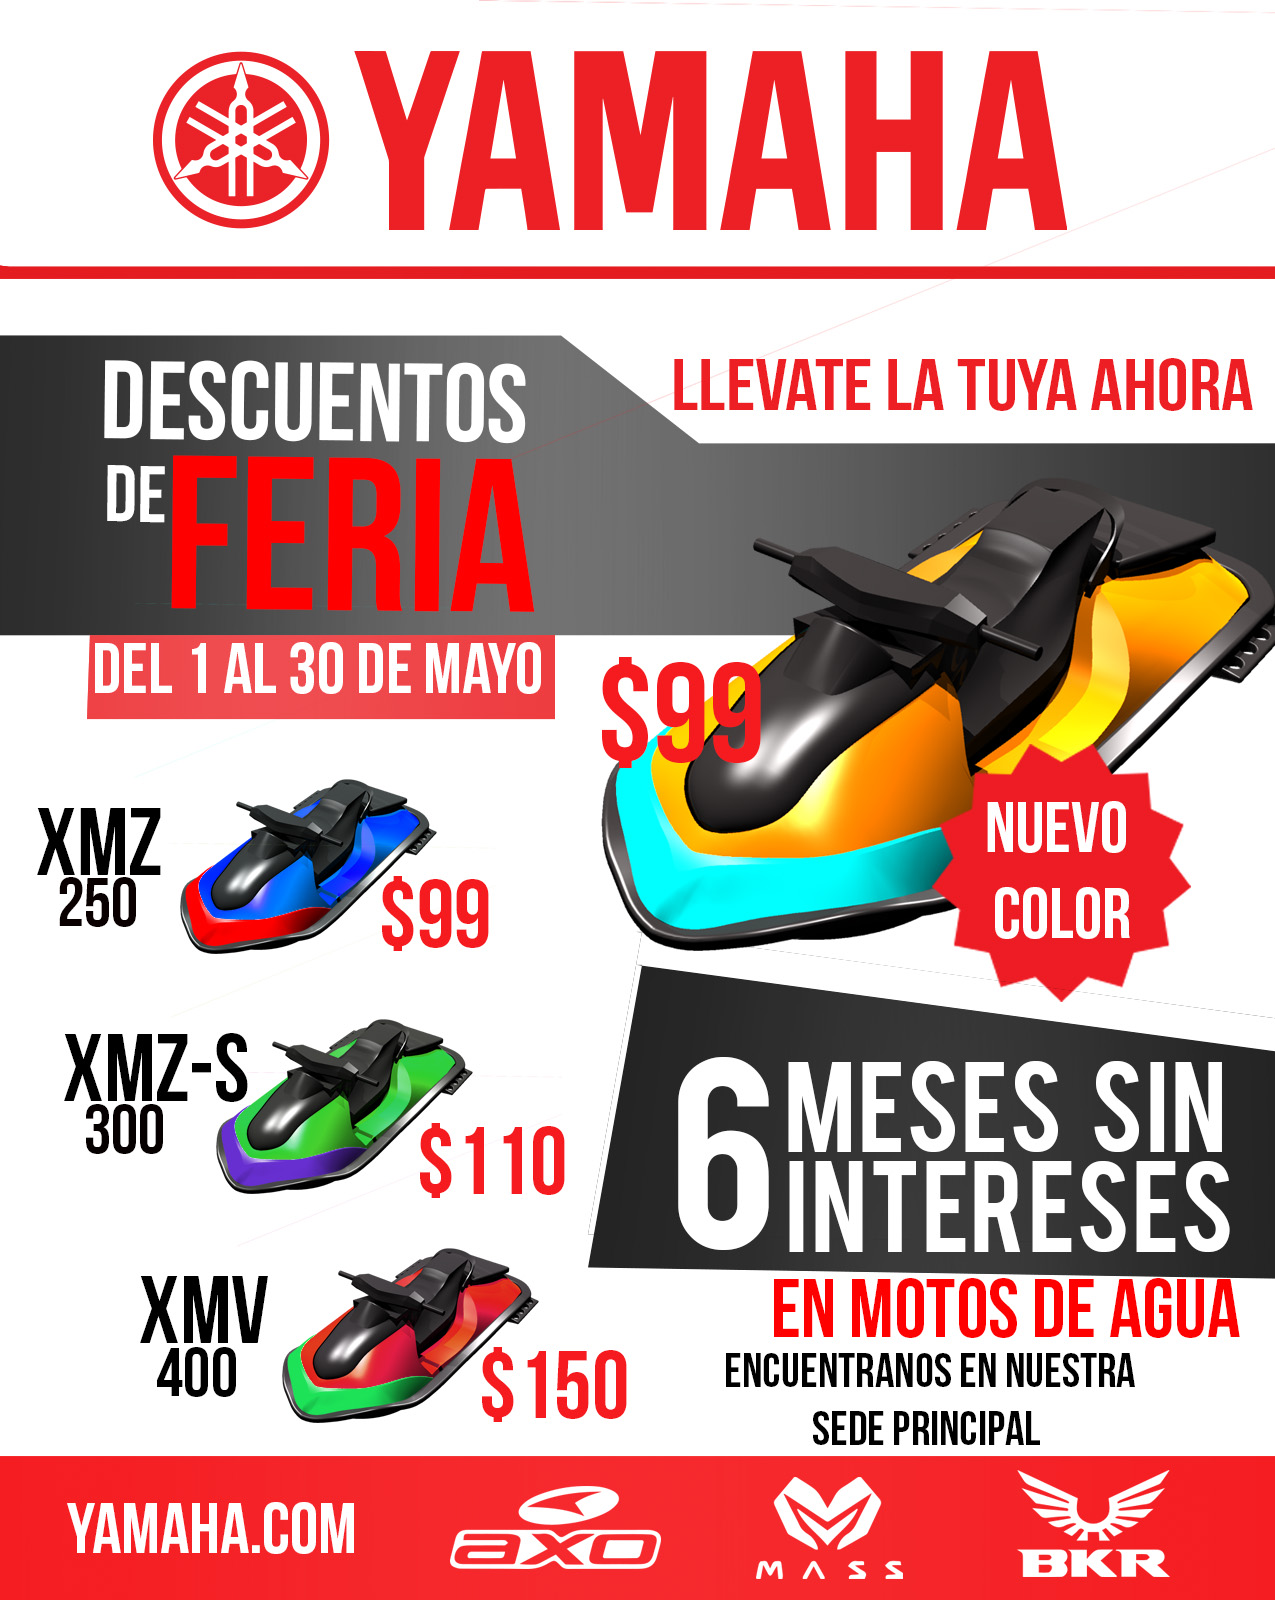 YAMAHA
DESCUENTOS
DE FERIA
DEL 1 AL 30 DE MAYO
LLEVATE LA TUYA AHORA
$99
NUEVO
COLOR
XMZ
250
$99
XMZ-S
300
$110
XMV
400
$150
6 MESES SIN
INTERESES
EN MOTOS DE AGUA
ENCUENTRANOS EN NUESTRA
SEDE PRINCIPAL
YAMAHA.COM
axo
MASS
BKR